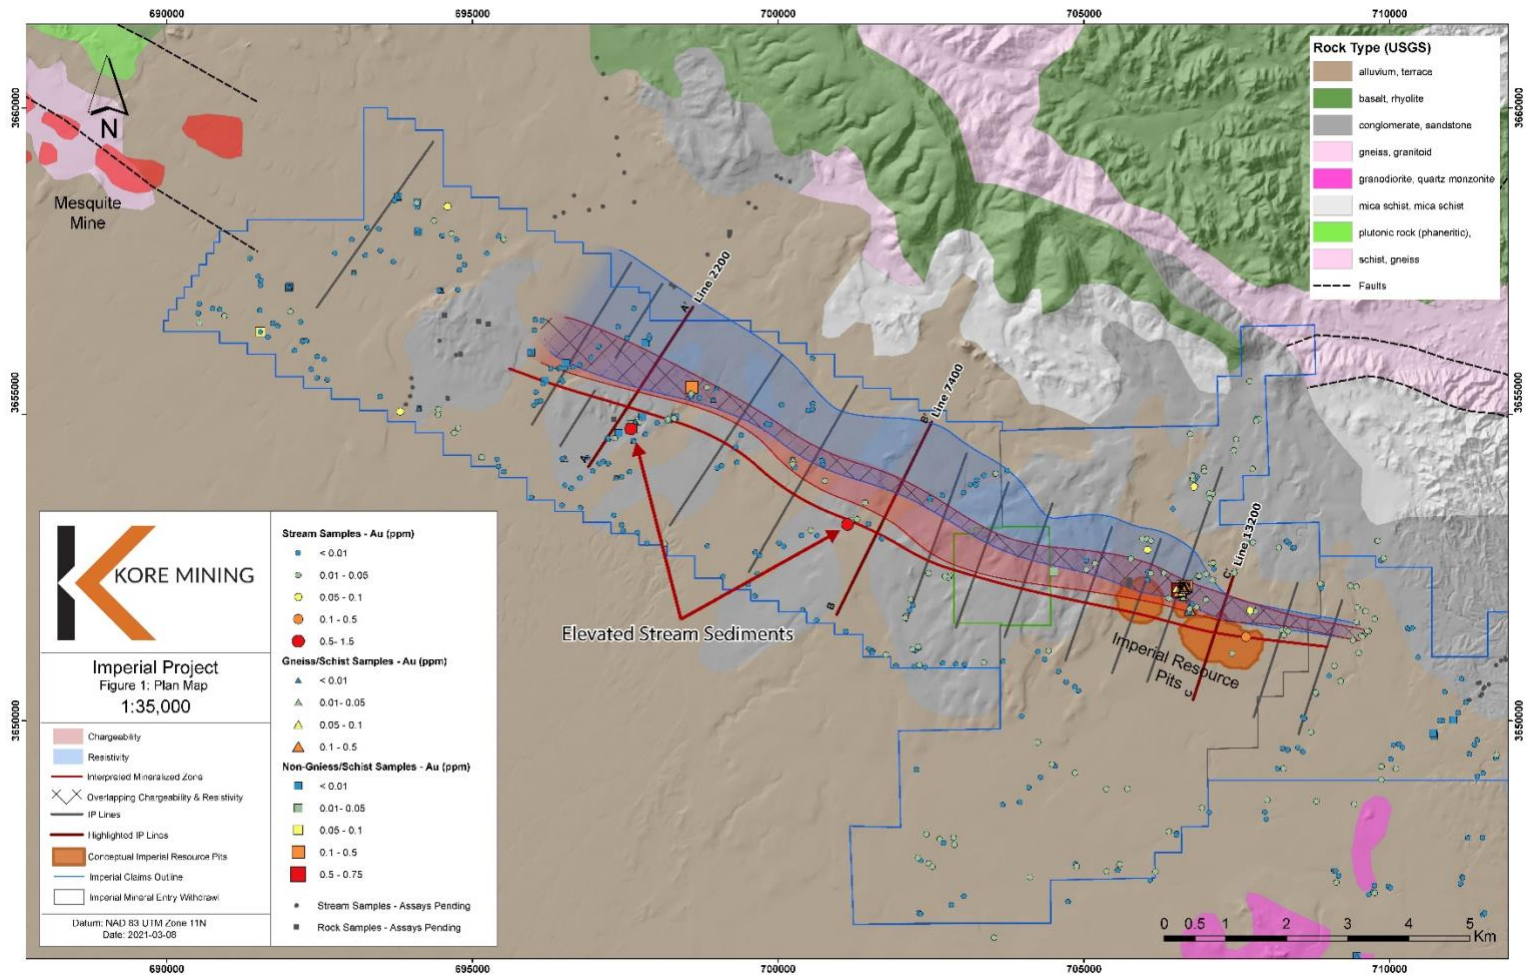 690000
695000
700000
705000
710000
3660000
3655000
3650000
3660000
3655000
3650000
N
Mesquite
Mine
Rock Type (USGS)
alluvium, terrace
basalt, rhyolite
conglomerate, sandstone
gneiss, granitoid
granodiorite, quartz monzonite
mica schist, mica schist
plutonic rock (phaneritic),
schist, gneiss
Faults
A' Line 2200
A
B' Line 7400
B
C' Line 13200
C
Elevated Stream Sediments
Imperial Resource
Pits
KORE MINING
Imperial Project
Figure 1: Plan Map
1:35,000
Chargeability
Resistivity
Interpreted Mineralized Zone
Overlapping Chargeability & Resistivity
IP Lines
Highlighted IP Lines
Conceptual Imperial Resource Pits
Imperial Claims Outline
Imperial Mineral Entry Withdrawl
Datum: NAD 83 UTM Zone 11N
Date: 2021-03-08
Stream Samples - Au (ppm)
< 0.01
0.01 - 0.05
0.05 - 0.1
0.1 - 0.5
0.5- 1.5
Gneiss/Schist Samples - Au (ppm)
< 0.01
0.01- 0.05
0.05 - 0.1
0.1 - 0.5
Non-Gniess/Schist Samples - Au (ppm)
< 0.01
0.01- 0.05
0.05 - 0.1
0.1 - 0.5
0.5 - 0.75
Stream Samples - Assays Pending
Rock Samples - Assays Pending
0 0.5 1 2 3 4 5
Km
690000
695000
700000
705000
710000